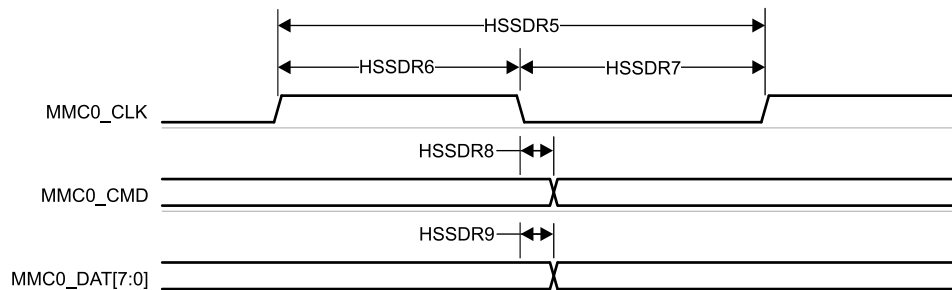 HSSDR5
HSSDR6 HSSDR7
MMC0_CLK
HSSDR8
MMC0_CMD
HSSDR9
MMC0_DAT[7:0]